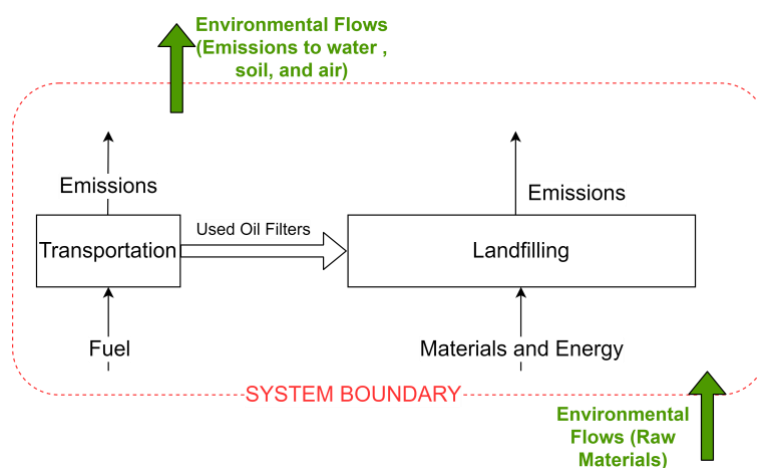 Environmental Flows
(Emissions to water ,
soil, and air)
Emissions
Emissions
Transportation
Used Oil Filters
Landfilling
Fuel
Materials and Energy
SYSTEM BOUNDARY
Environmental
Flows (Raw
Materials)